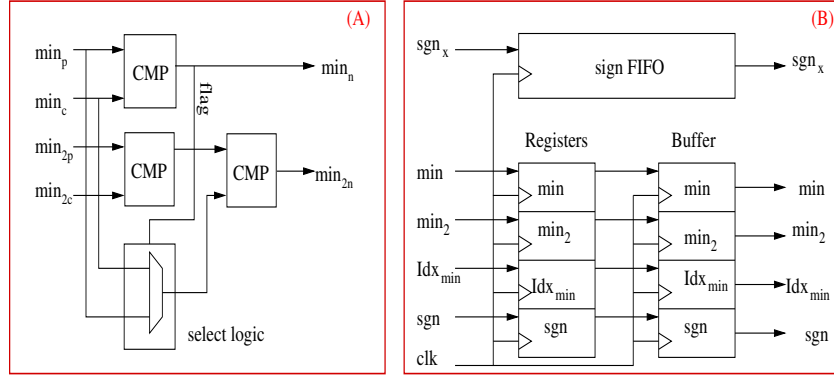 (A)
min_p
CMP
min_n
min_c
flag
min_2p
CMP
CMP
min_2n
min_2c
select logic
(B)
sgn_x
sign FIFO
sgn_x
Registers
Buffer
min
min
min
min
min_2
min_2
min_2
min_2
Idx_min
Idx_min
Idx_min
Idx_min
sgn
sgn
sgn
sgn
clk